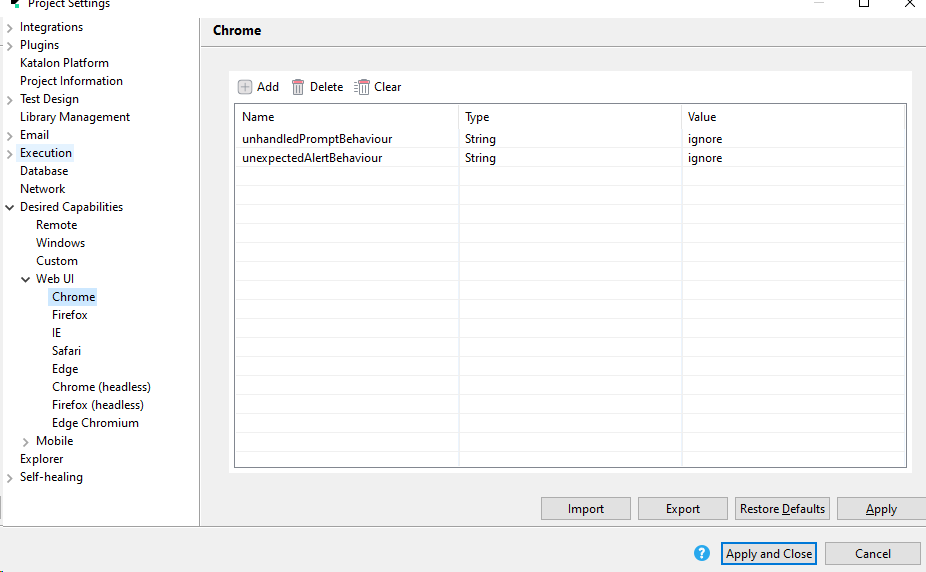 Project Settings
Integrations
Plugins
Katalon Platform
Project Information
Test Design
Library Management
Email
Execution
Database
Network
Desired Capabilities
Remote
Windows
Custom
Web UI
Chrome
Firefox
IE
Safari
Edge
Chrome (headless)
Firefox (headless)
Edge Chromium
Mobile
Explorer
Self-healing
Chrome
Add Delete Clear
Name Type Value
unhandledPromptBehaviour String ignore
unexpectedAlertBehaviour String ignore
Import Export Restore Defaults Apply
? Apply and Close Cancel